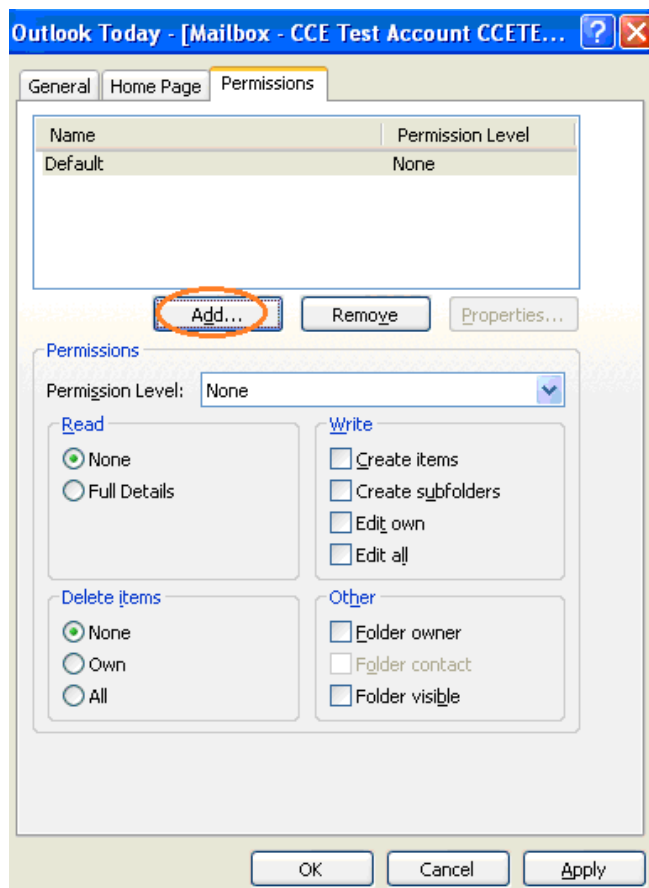 Outlook Today - [Mailbox - CCE Test Account CCETE...
General Home Page Permissions
Name Permission Level
Default None
Add... Remove Properties...
Permissions
Permission Level: None
Read
None
Full Details
Write
Create items
Create subfolders
Edit own
Edit all
Delete items
None
Own
All
Other
Folder owner
Folder contact
Folder visible
OK Cancel Apply